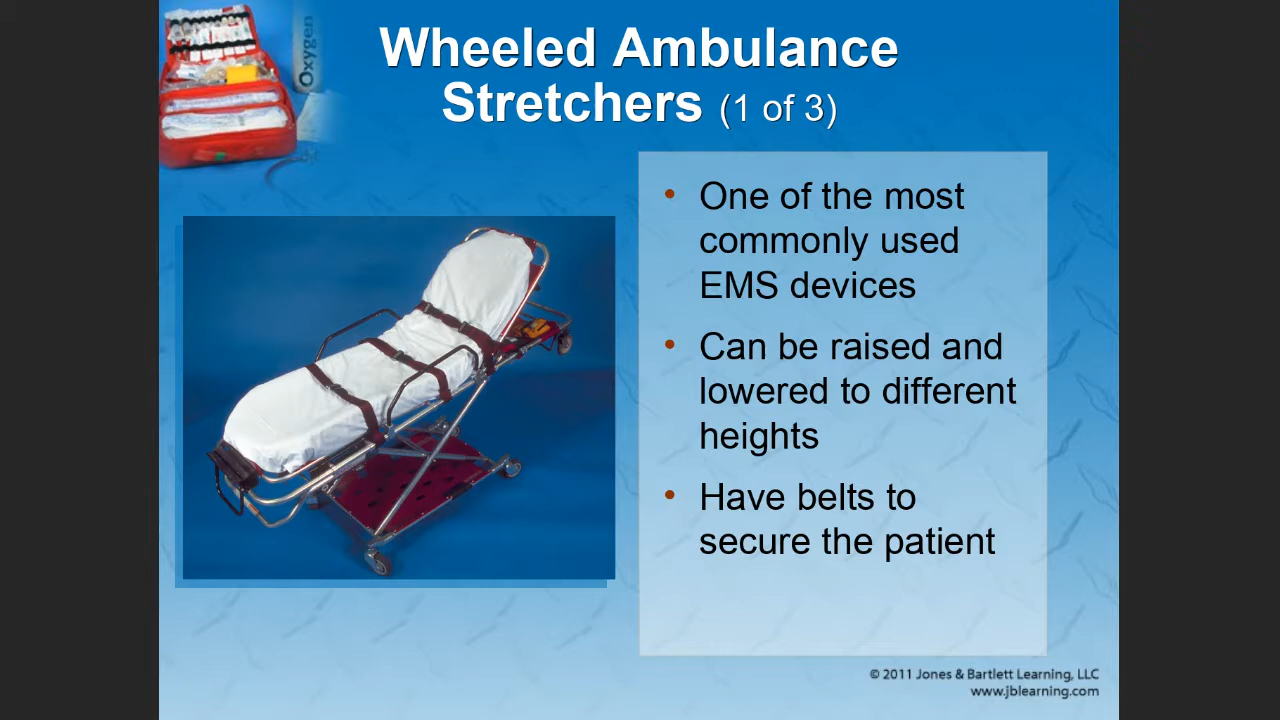 Oxygen
Wheeled Ambulance
Stretchers (1 of 3)
• One of the most
commonly used
EMS devices
• Can be raised and
lowered to different
heights
• Have belts to
secure the patient
© 2011 Jones & Bartlett Learning, LLC
www.jblearning.com